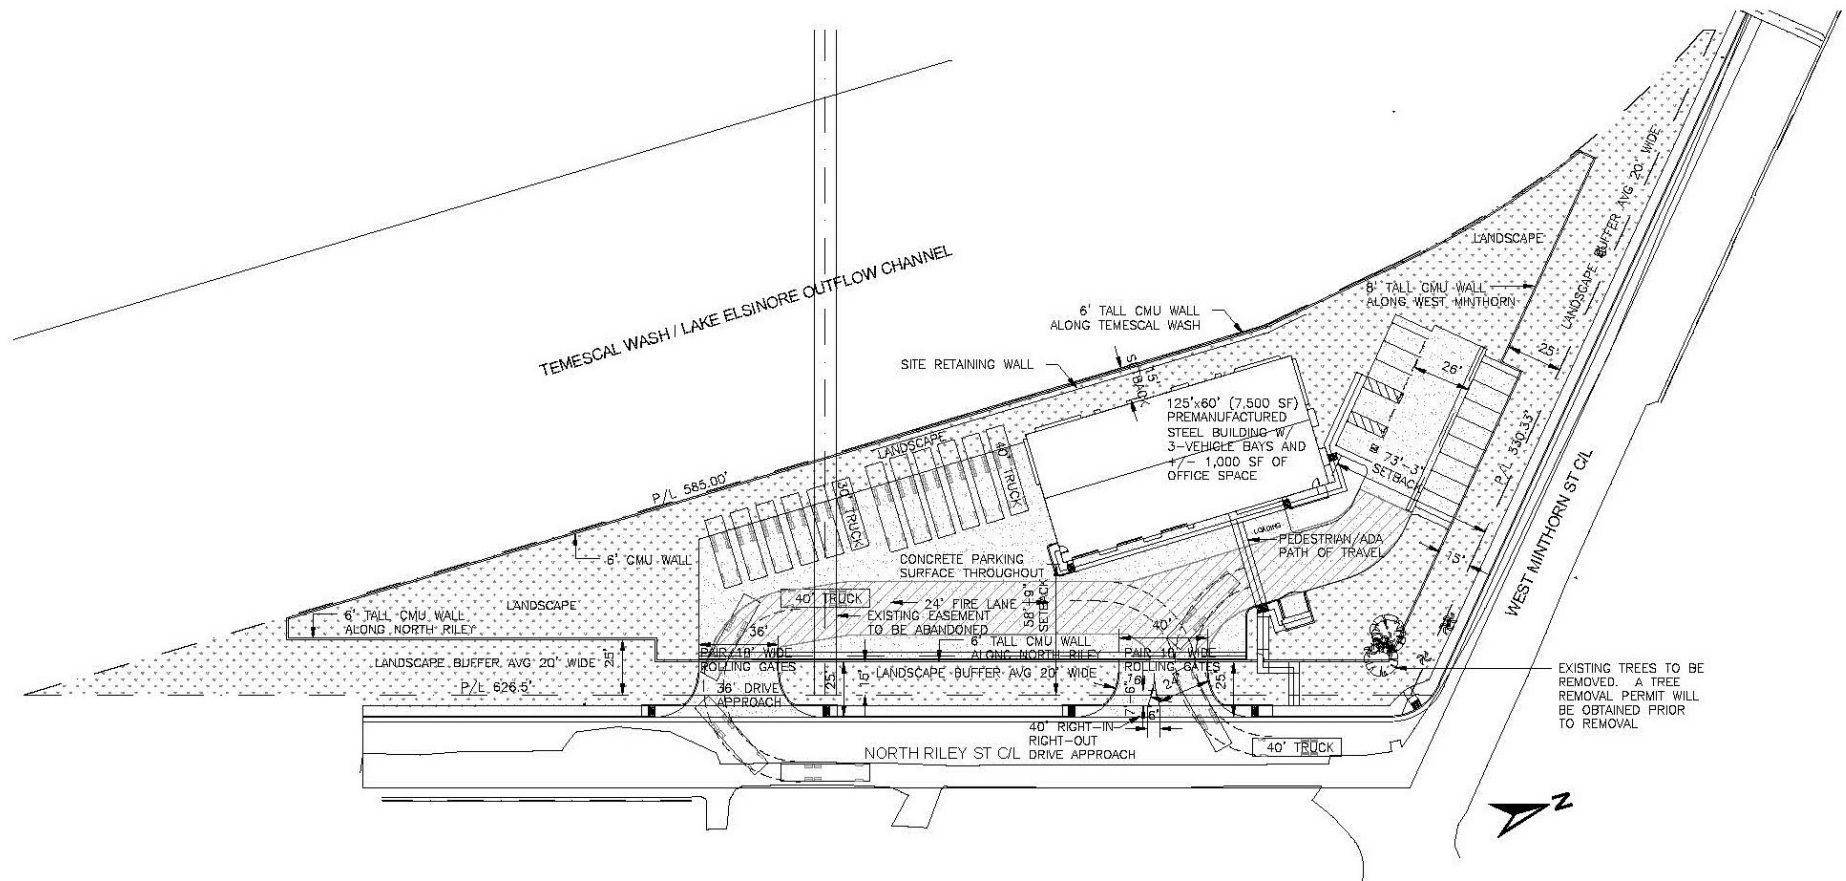 TEMESCAL WASH / LAKE ELSINORE OUTFLOW CHANNEL
6' TALL CMU WALL
ALONG TEMESCAL WASH
SITE RETAINING WALL
15'
SETBACK
LANDSCAPE
8' TALL CMU WALL
ALONG WEST MINTHORN
LANDSCAPE BUFFER AVG 20' WIDE
25'
26'
125'x60' (7,500 SF)
PREMANUFACTURED
STEEL BUILDING W/
3-VEHICLE BAYS AND
+/- 1,000 SF OF
OFFICE SPACE
73'-3"
SETBACK
P/L 330.33'
WEST MINTHORN ST C/L
LANDSCAPE
40' TRUCK
30' TRUCK
P/L 585.00'
6' CMU WALL
LOADING
PEDESTRIAN/ADA
PATH OF TRAVEL
15'
CONCRETE PARKING
SURFACE THROUGHOUT
LANDSCAPE
40' TRUCK
24' FIRE LANE
58'-9"
SETBACK
EXISTING EASEMENT
TO BE ABANDONED
6' TALL CMU WALL
ALONG NORTH RILEY
36'
40'
6' TALL CMU WALL
ALONG NORTH RILEY
LANDSCAPE BUFFER AVG 20' WIDE
25'
PAIR 18' WIDE
ROLLING GATES
PAIR 18' WIDE
ROLLING GATES
LANDSCAPE BUFFER AVG 20' WIDE
P/L 626.5'
36' DRIVE
APPROACH
25'
15'
16'
24'
25'
6'
40' RIGHT-IN
RIGHT-OUT
DRIVE APPROACH
NORTH RILEY ST C/L
40' TRUCK
EXISTING TREES TO BE
REMOVED. A TREE
REMOVAL PERMIT WILL
BE OBTAINED PRIOR
TO REMOVAL
N